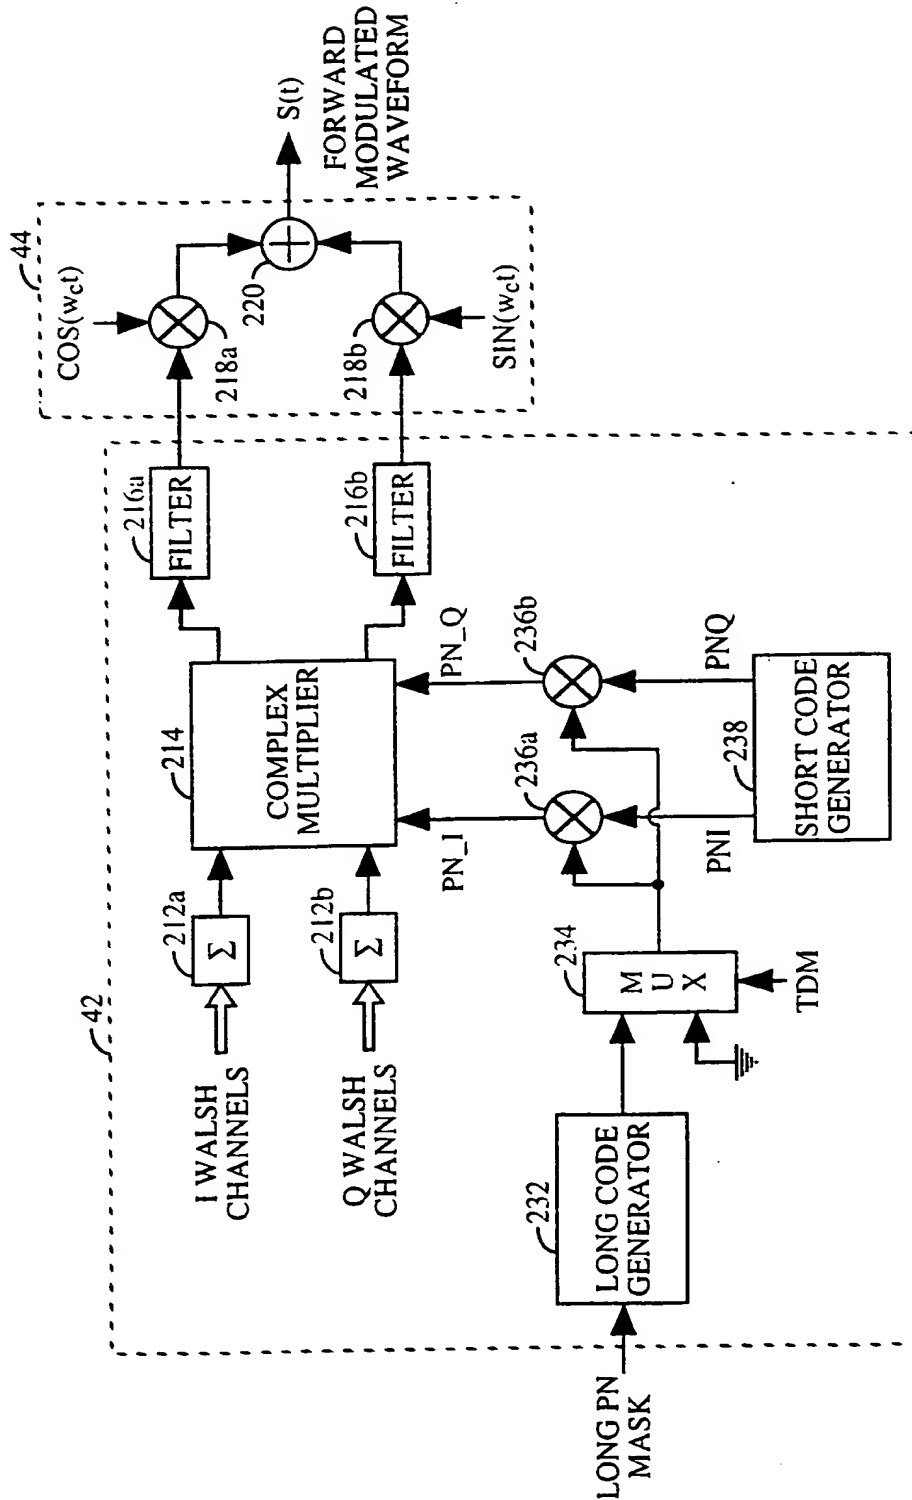 42
44
I WALSH
CHANNELS
212a
Σ
Q WALSH
CHANNELS
212b
Σ
214
COMPLEX
MULTIPLIER
216a
FILTER
216b
FILTER
COS(wct)
218a
218b
SIN(wct)
220
S(t)
FORWARD
MODULATED
WAVEFORM
PN_I
PN_Q
236a
236b
LONG PN
MASK
232
LONG CODE
GENERATOR
234
M
U
X
TDM
PNI
PNQ
238
SHORT CODE
GENERATOR